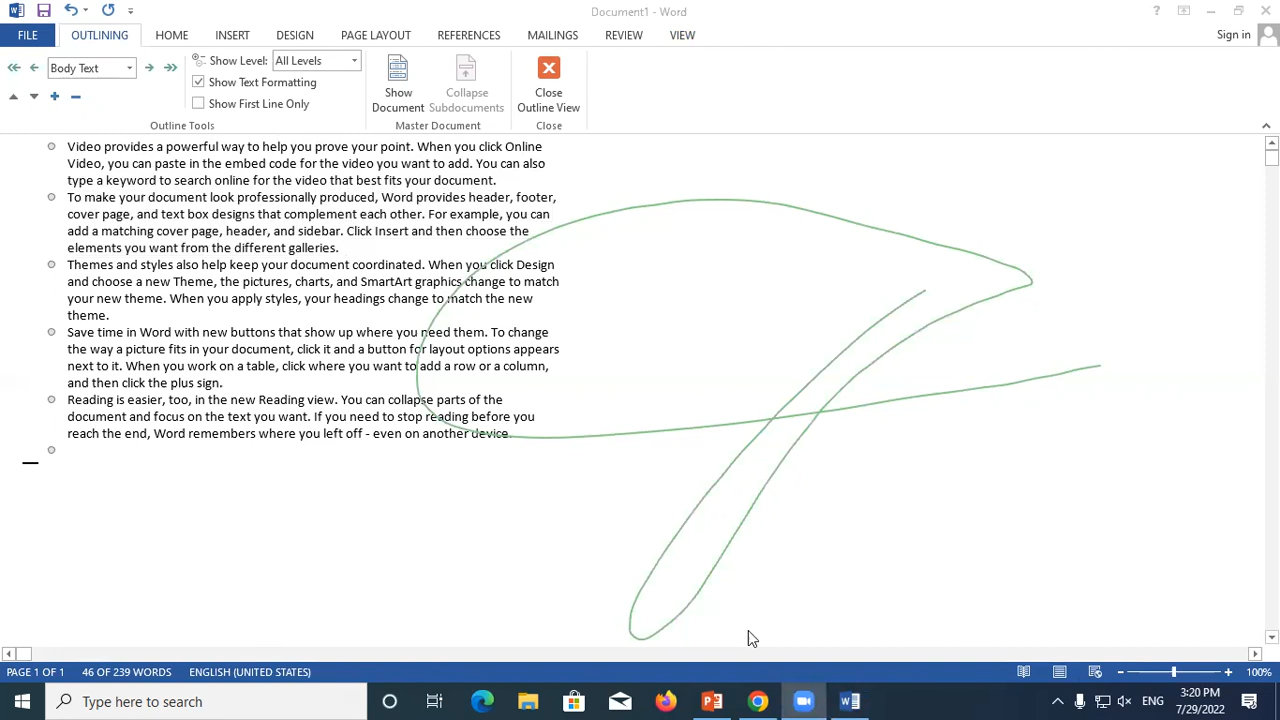 Document1 - Word
?
FILE
OUTLINING
HOME
INSERT
DESIGN
PAGE LAYOUT
REFERENCES
MAILINGS
REVIEW
VIEW
Sign in
Body Text
Show Level:
All Levels
Show Text Formatting
Show First Line Only
Show
Document
Collapse
Subdocuments
Close
Outline View
Outline Tools
Master Document
Close
Video provides a powerful way to help you prove your point. When you click Online
Video, you can paste in the embed code for the video you want to add. You can also
type a keyword to search online for the video that best fits your document.
To make your document look professionally produced, Word provides header, footer,
cover page, and text box designs that complement each other. For example, you can
add a matching cover page, header, and sidebar. Click Insert and then choose the
elements you want from the different galleries.
Themes and styles also help keep your document coordinated. When you click Design
and choose a new Theme, the pictures, charts, and SmartArt graphics change to match
your new theme. When you apply styles, your headings change to match the new
theme.
Save time in Word with new buttons that show up where you need them. To change
the way a picture fits in your document, click it and a button for layout options appears
next to it. When you work on a table, click where you want to add a row or a column,
and then click the plus sign.
Reading is easier, too, in the new Reading view. You can collapse parts of the
document and focus on the text you want. If you need to stop reading before you
reach the end, Word remembers where you left off - even on another device.
PAGE 1 OF 1
46 OF 239 WORDS
ENGLISH (UNITED STATES)
100%
Type here to search
ENG
3:20 PM
7/29/2022